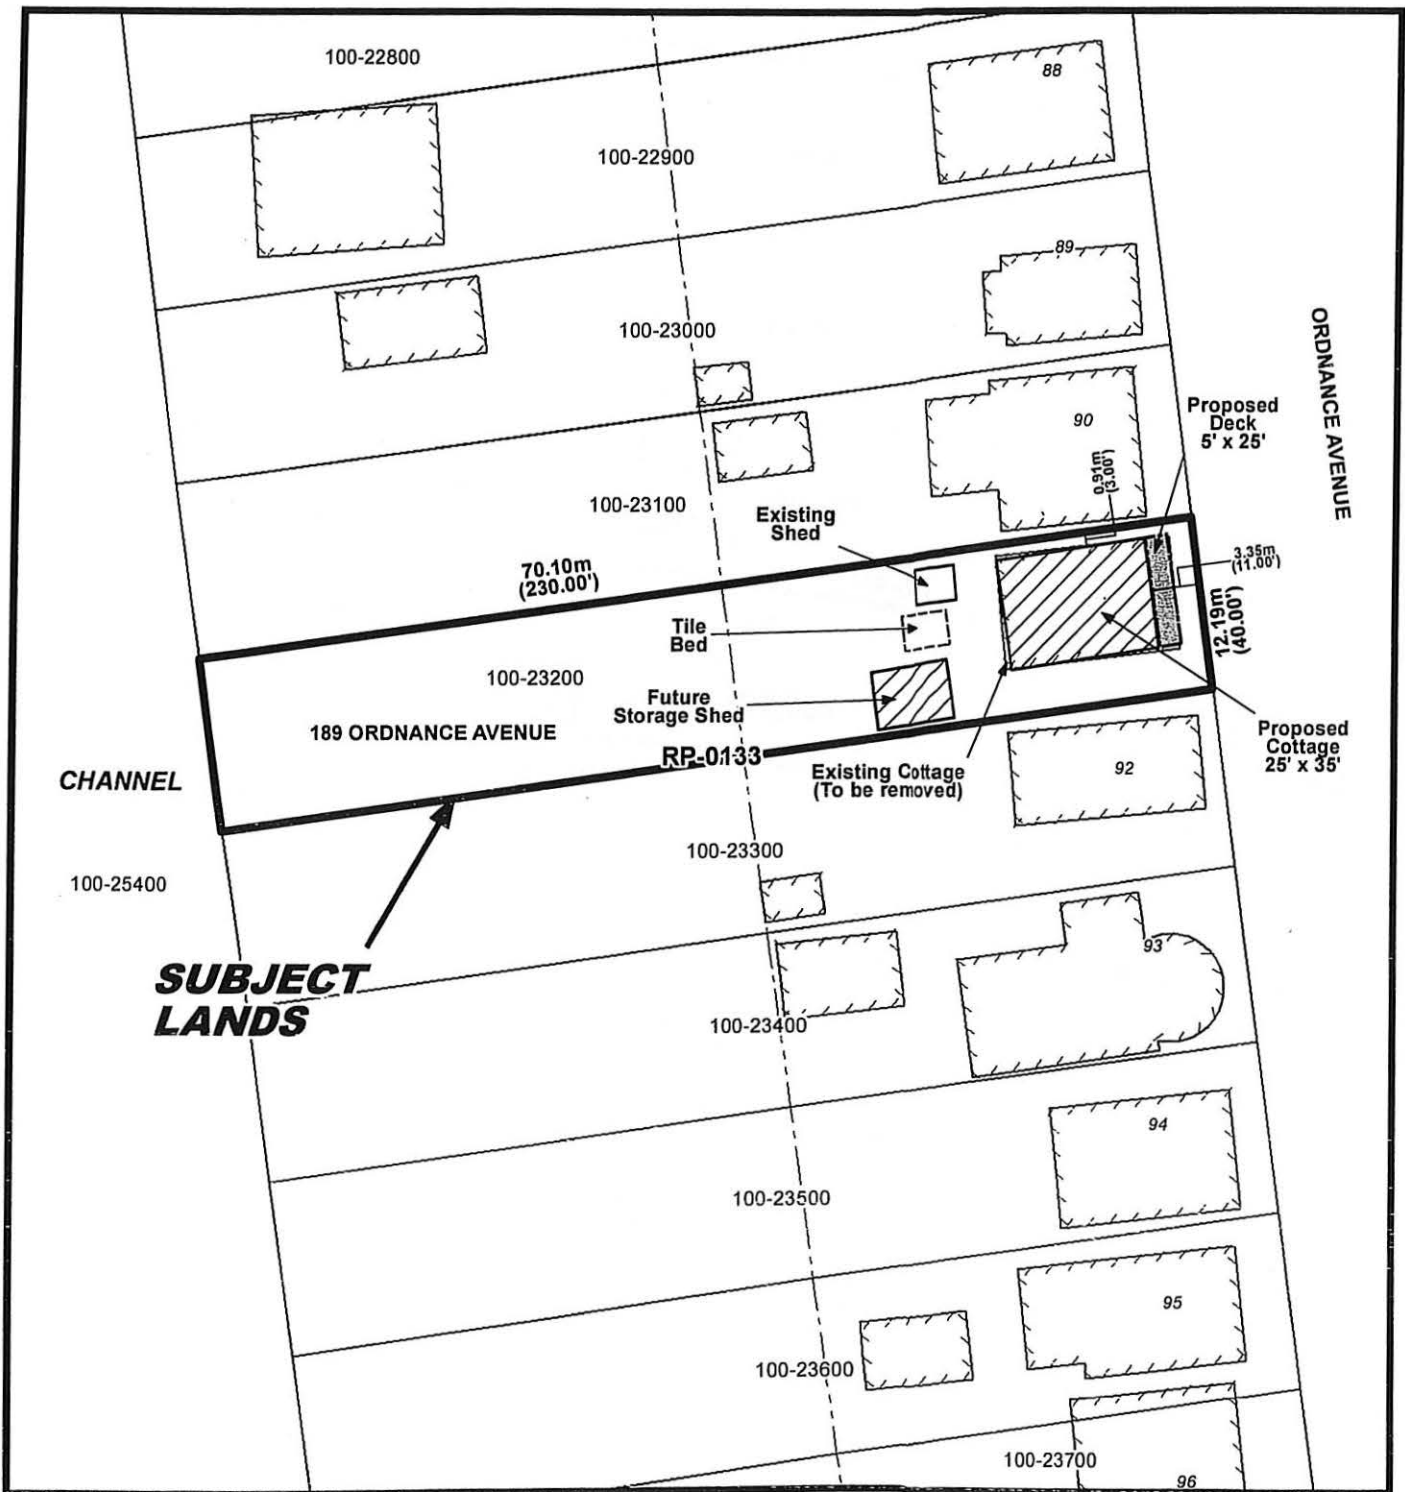 100-22800
88
100-22900
89
100-23000
ORDNANCE AVENUE
90
Proposed
Deck
5' x 25'
0.91m
(3.00')
100-23100
Existing
Shed
70.10m
(230.00')
3.35m
(11.00')
12.19m
(40.00')
Tile
Bed
100-23200
Future
Storage Shed
189 ORDNANCE AVENUE
RP-0133
CHANNEL
Existing Cottage
(To be removed)
Proposed
Cottage
25' x 35'
92
100-23300
100-25400
SUBJECT
LANDS
93
100-23400
94
100-23500
95
100-23600
100-23700
96